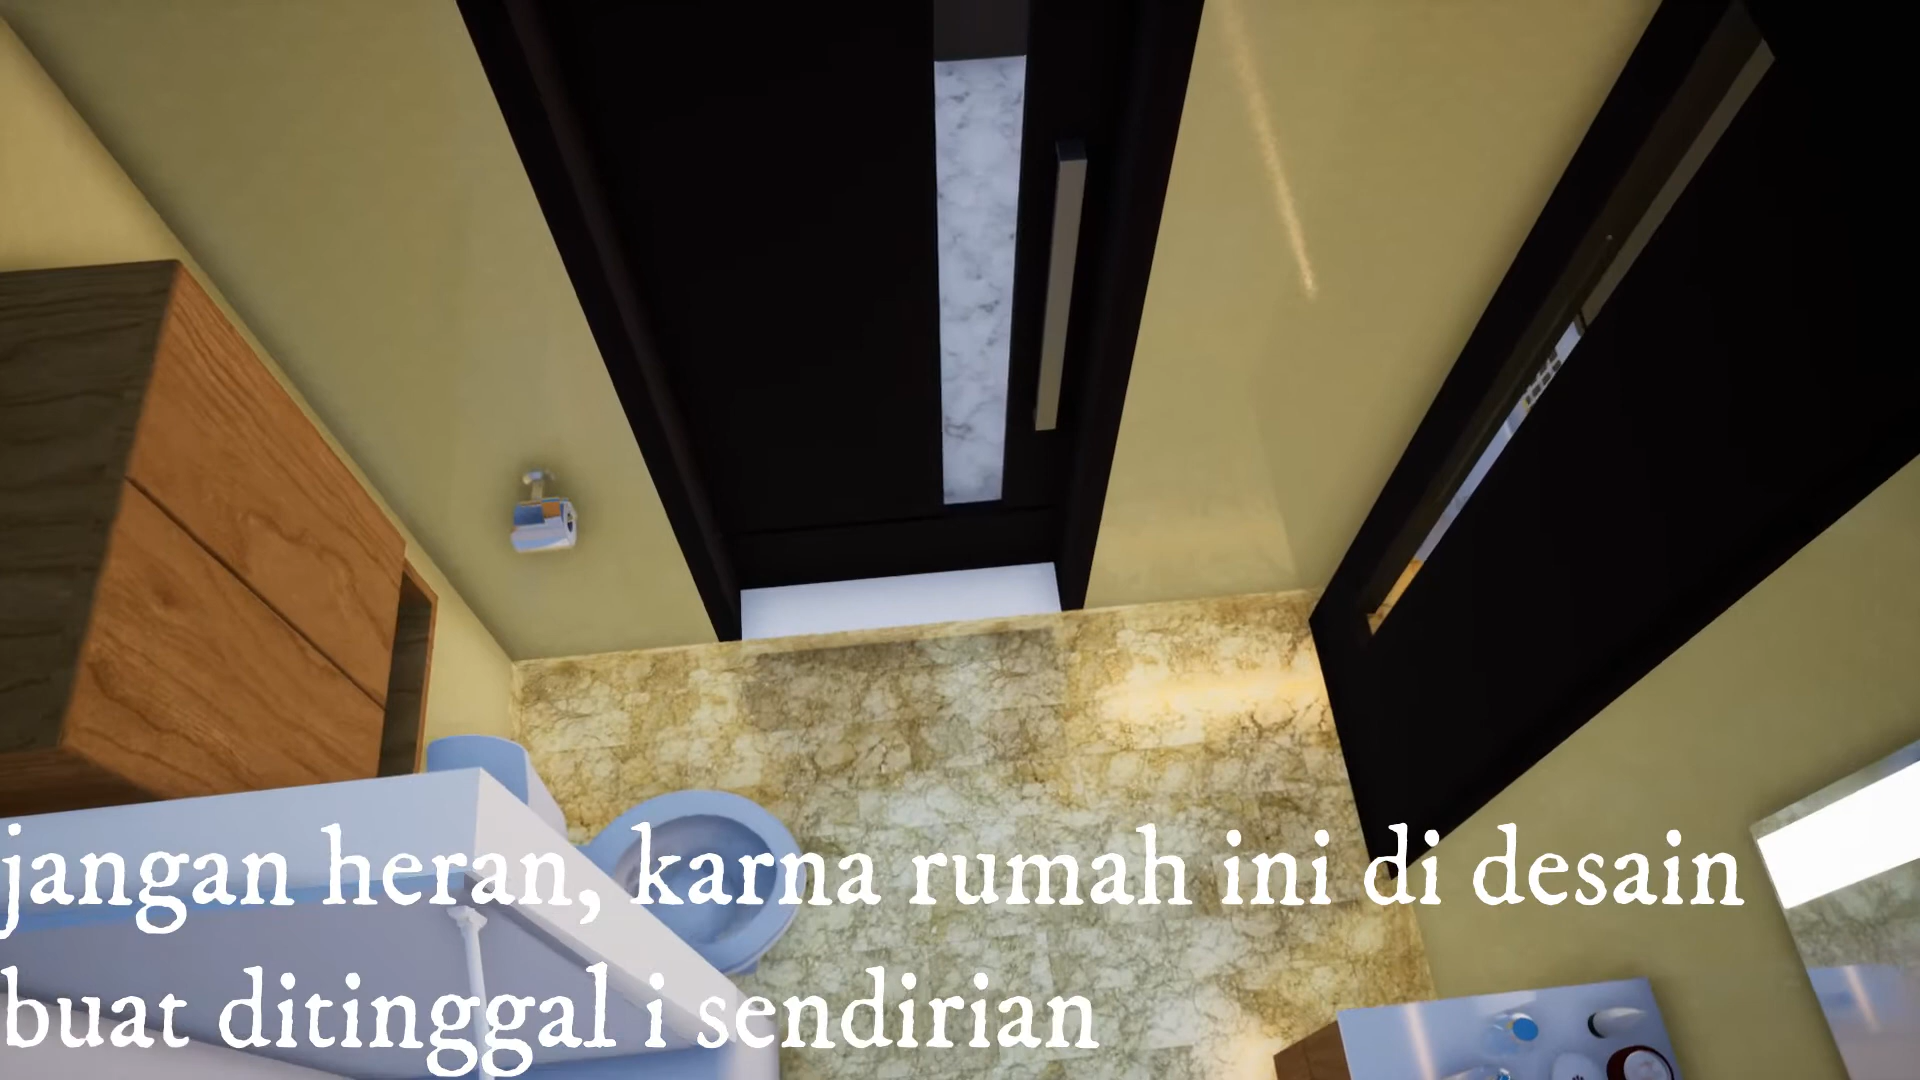 jangan heran, karna rumah ini di desain
buat ditinggal i sendirian